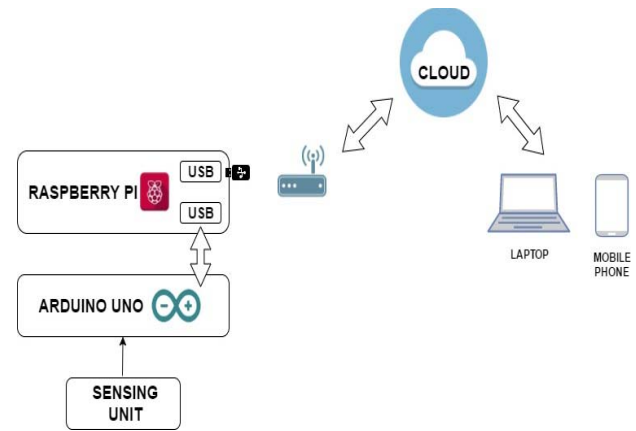 CLOUD
RASPBERRY PI
USB
USB
ARDUINO UNO
SENSING
UNIT
LAPTOP
MOBILE
PHONE